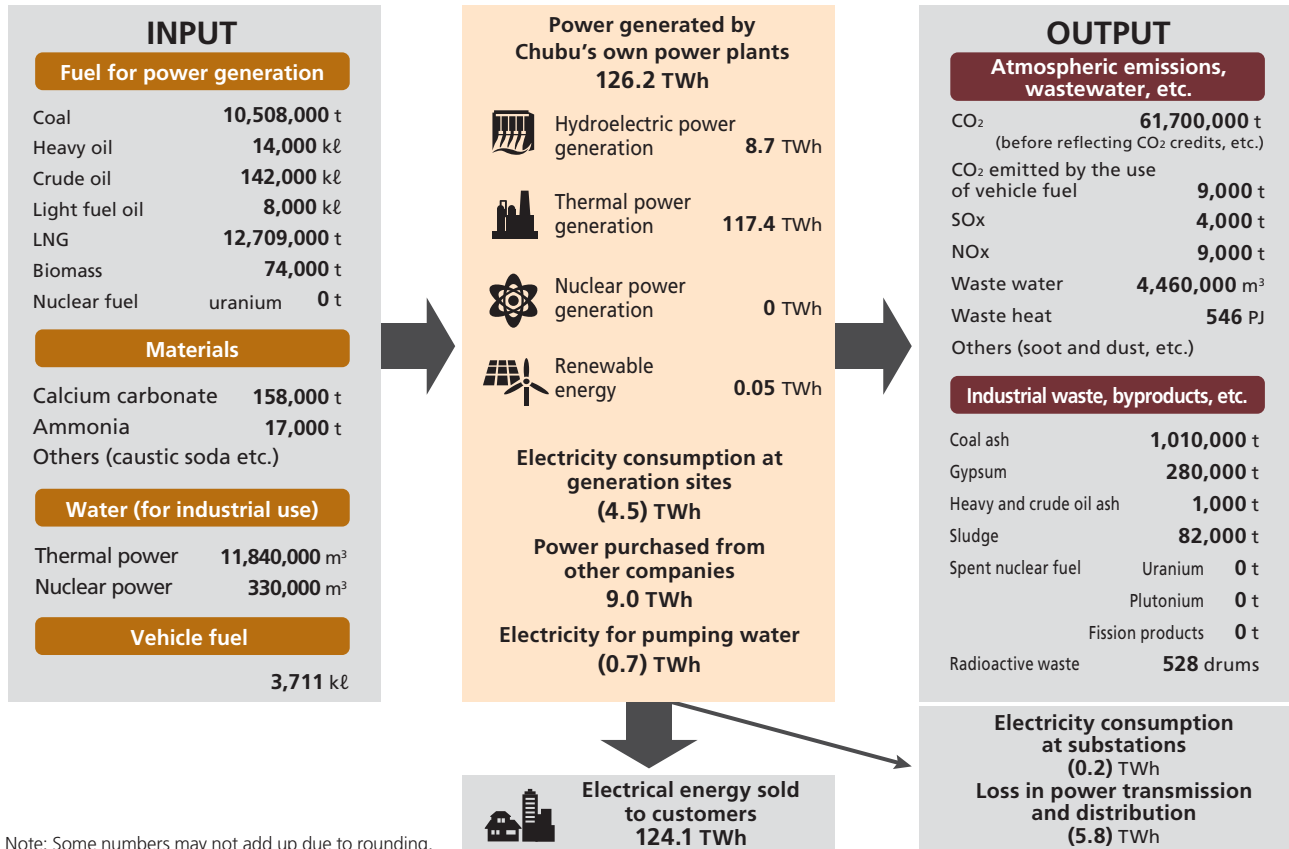 INPUT
Fuel for power generation
Coal 10,508,000 t
Heavy oil 14,000 kℓ
Crude oil 142,000 kℓ
Light fuel oil 8,000 kℓ
LNG 12,709,000 t
Biomass 74,000 t
Nuclear fuel uranium 0 t
Materials
Calcium carbonate 158,000 t
Ammonia 17,000 t
Others (caustic soda etc.)
Water (for industrial use)
Thermal power 11,840,000 m³
Nuclear power 330,000 m³
Vehicle fuel
3,711 kℓ
Power generated by
Chubu's own power plants
126.2 TWh
Hydroelectric power
generation 8.7 TWh
Thermal power
generation 117.4 TWh
Nuclear power
generation 0 TWh
Renewable
energy 0.05 TWh
Electricity consumption at
generation sites
(4.5) TWh
Power purchased from
other companies
9.0 TWh
Electricity for pumping water
(0.7) TWh
OUTPUT
Atmospheric emissions,
wastewater, etc.
CO₂ 61,700,000 t
(before reflecting CO₂ credits, etc.)
CO₂ emitted by the use
of vehicle fuel 9,000 t
SOx 4,000 t
NOx 9,000 t
Waste water 4,460,000 m³
Waste heat 546 PJ
Others (soot and dust, etc.)
Industrial waste, byproducts, etc.
Coal ash 1,010,000 t
Gypsum 280,000 t
Heavy and crude oil ash 1,000 t
Sludge 82,000 t
Spent nuclear fuel Uranium 0 t
Plutonium 0 t
Fission products 0 t
Radioactive waste 528 drums
Electrical energy sold
to customers
124.1 TWh
Electricity consumption
at substations
(0.2) TWh
Loss in power transmission
and distribution
(5.8) TWh
Note: Some numbers may not add up due to rounding.